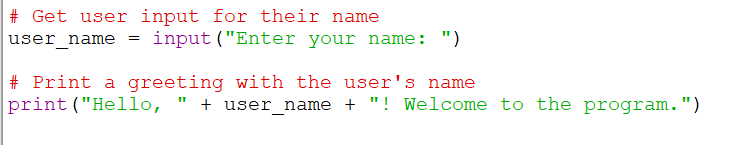 # Get user input for their name
user_name = input("Enter your name: ")
# Print a greeting with the user's name
print("Hello, " + user_name + "! Welcome to the program.")